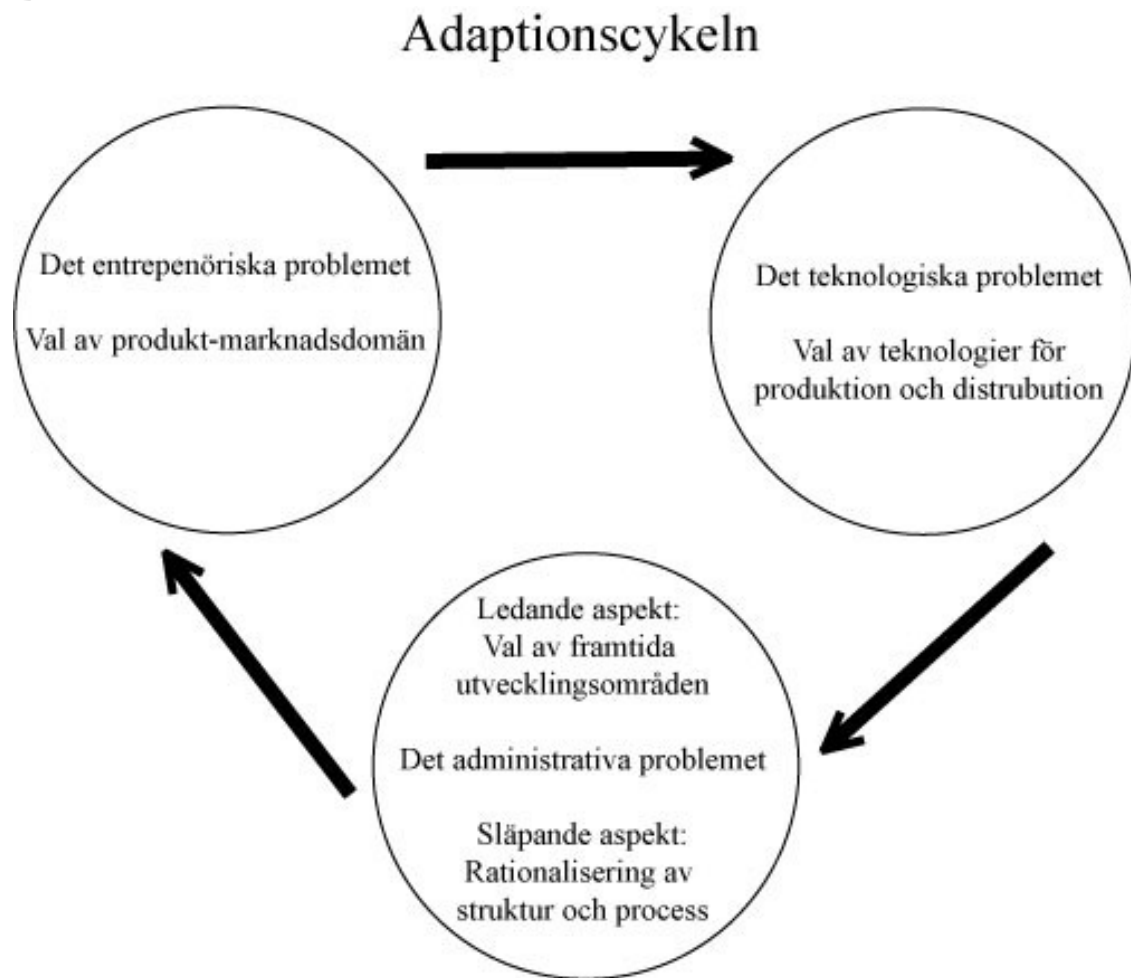 Adaptionscykeln
Det entrepenöriska problemet
Val av produkt-marknadsdomän
Det teknologiska problemet
Val av teknologier för
produktion och distrubution
Ledande aspekt:
Val av framtida
utvecklingsområden
Det administrativa problemet
Släpande aspekt:
Rationalisering av
struktur och process